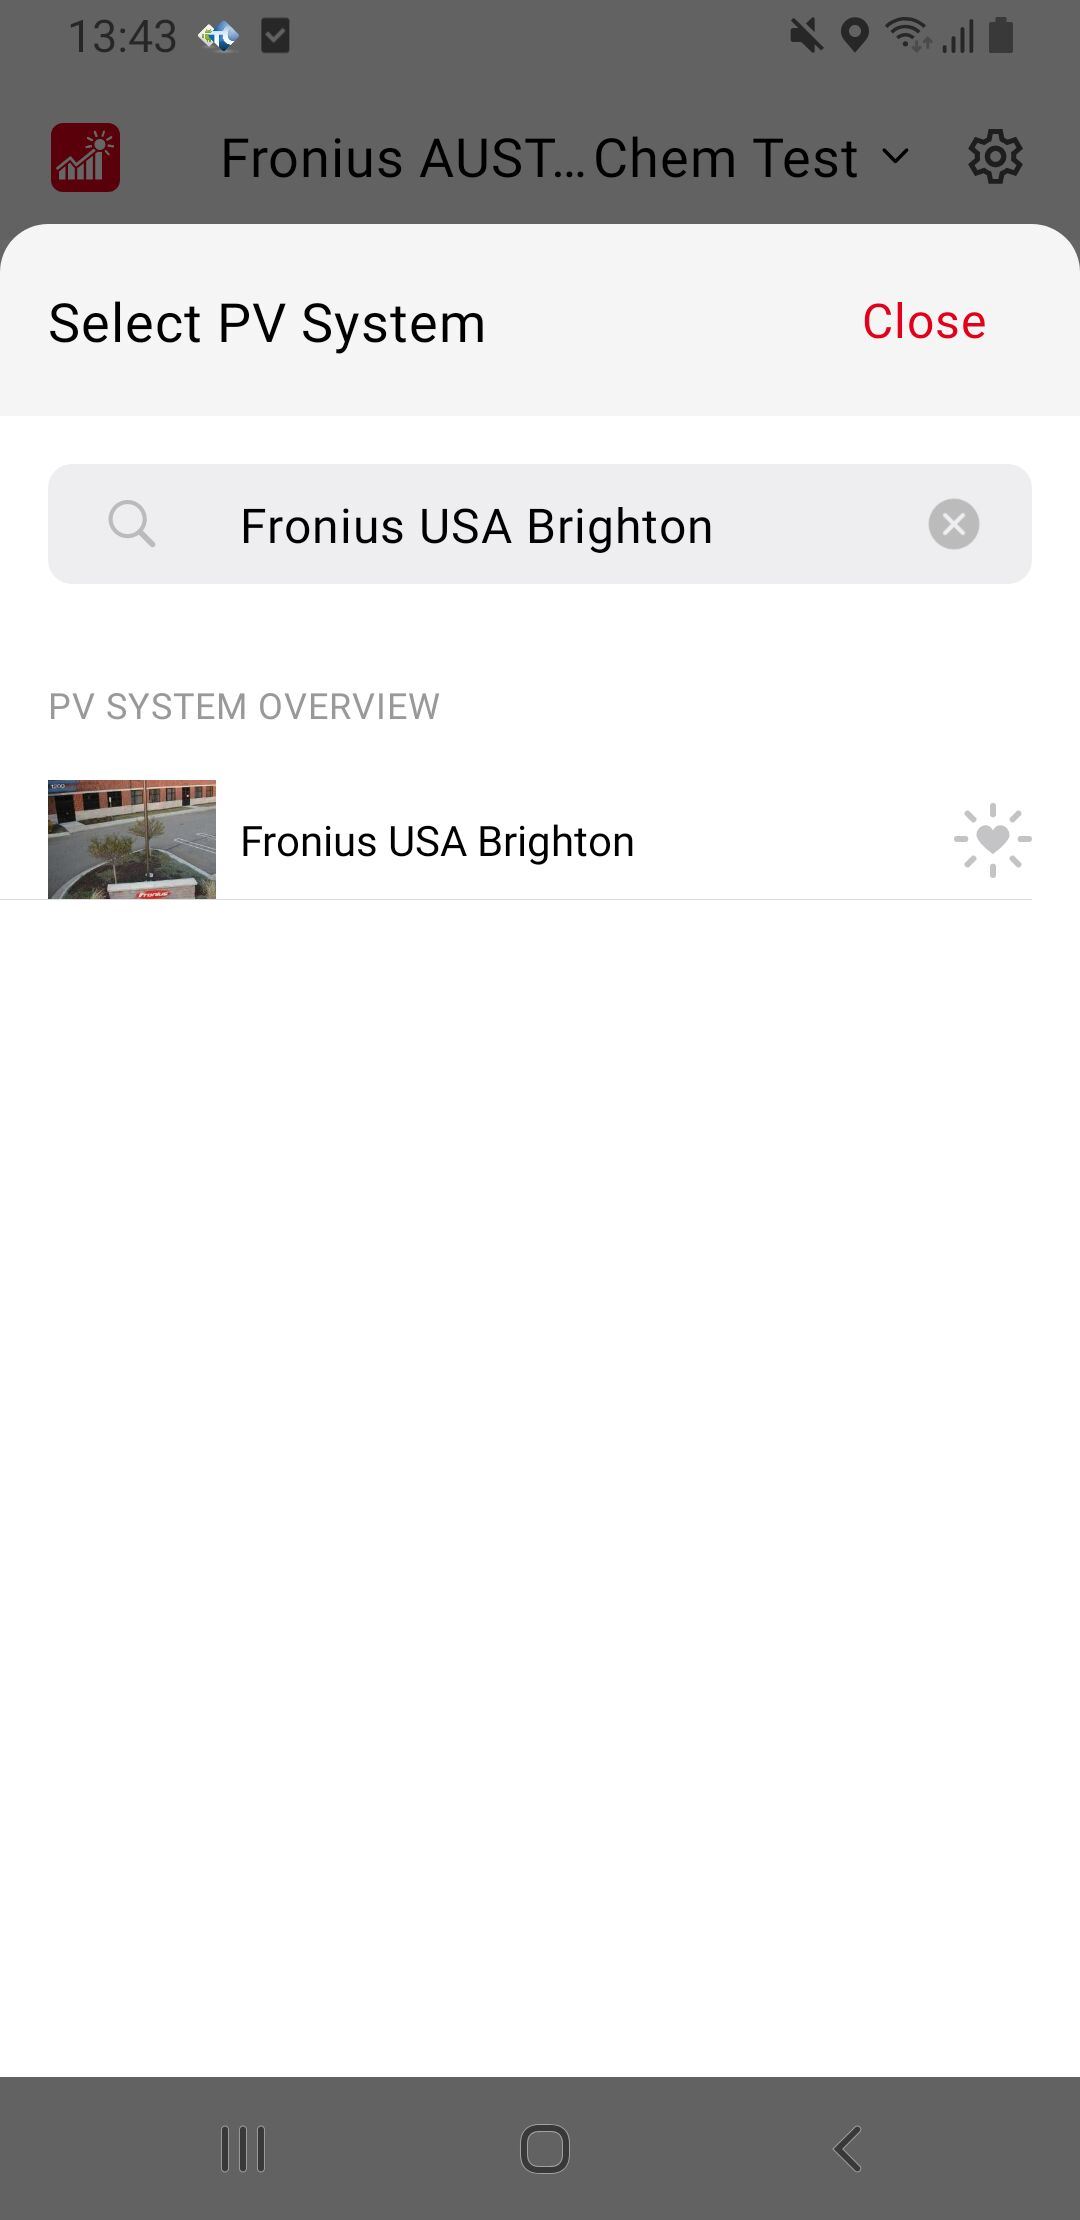 13:43
Fronius AUST...Chem Test
Select PV System
Close
Fronius USA Brighton
PV SYSTEM OVERVIEW
Fronius
Fronius USA Brighton